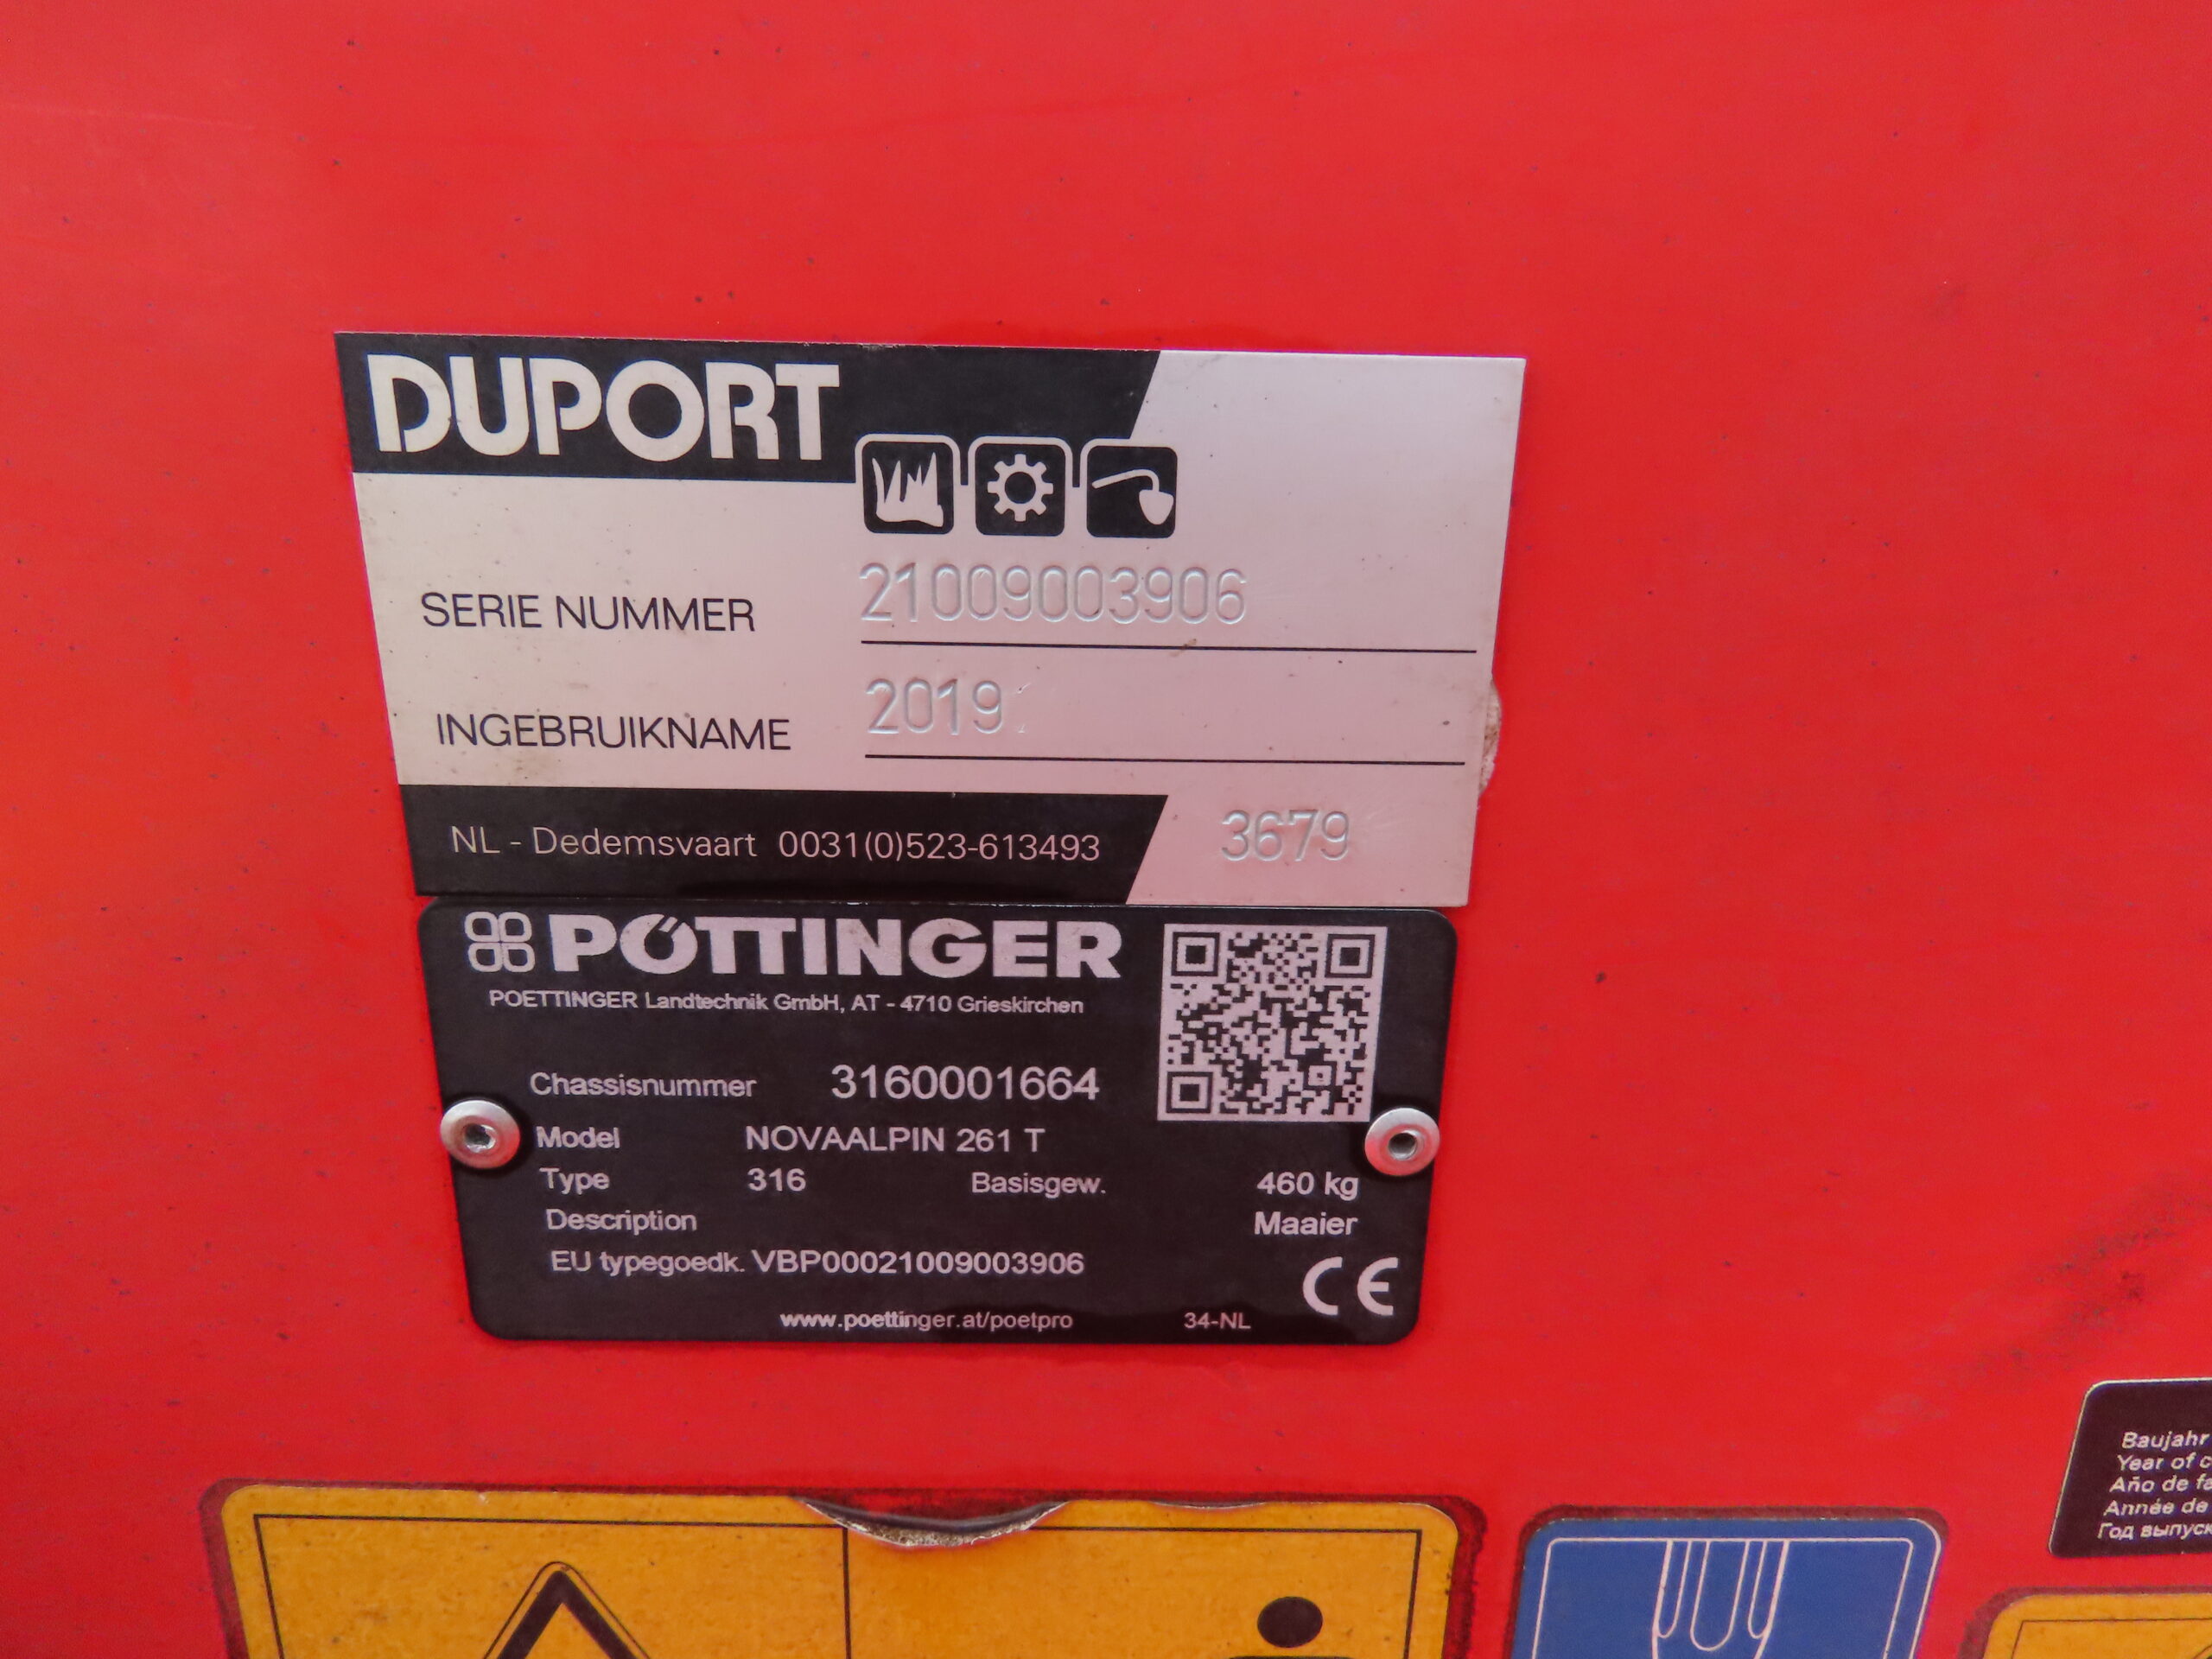 DUPORT
SERIE NUMMER 21009003906
INGEBRUIKNAME 2019
NL - Dedemsvaart 0031(0)523-613493 3679
PÖTTINGER
POETTINGER Landtechnik GmbH, AT - 4710 Grieskirchen
Chassisnummer 3160001664
Model NOVAALPIN 261 T
Type 316 Basisgew. 460 kg
Description Maaier
EU typegoedk. VBP00021009003906
CE
www.poettinger.at/poetpro 34-NL
Baujahr
Year of
Año de
Année de
Год